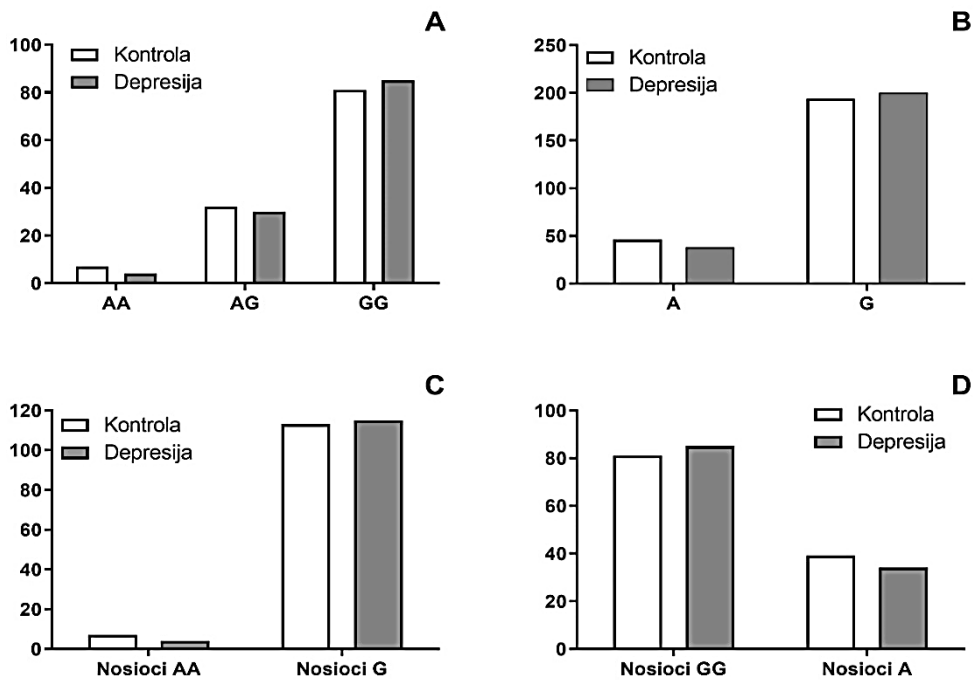 A
Kontrola
Depresija
100
80
60
40
20
0
AA
AG
GG
B
Kontrola
Depresija
250
200
150
100
50
0
A
G
C
Kontrola
Depresija
120
100
80
60
40
20
0
Nosioci AA
Nosioci G
D
Kontrola
Depresija
100
80
60
40
20
0
Nosioci GG
Nosioci A